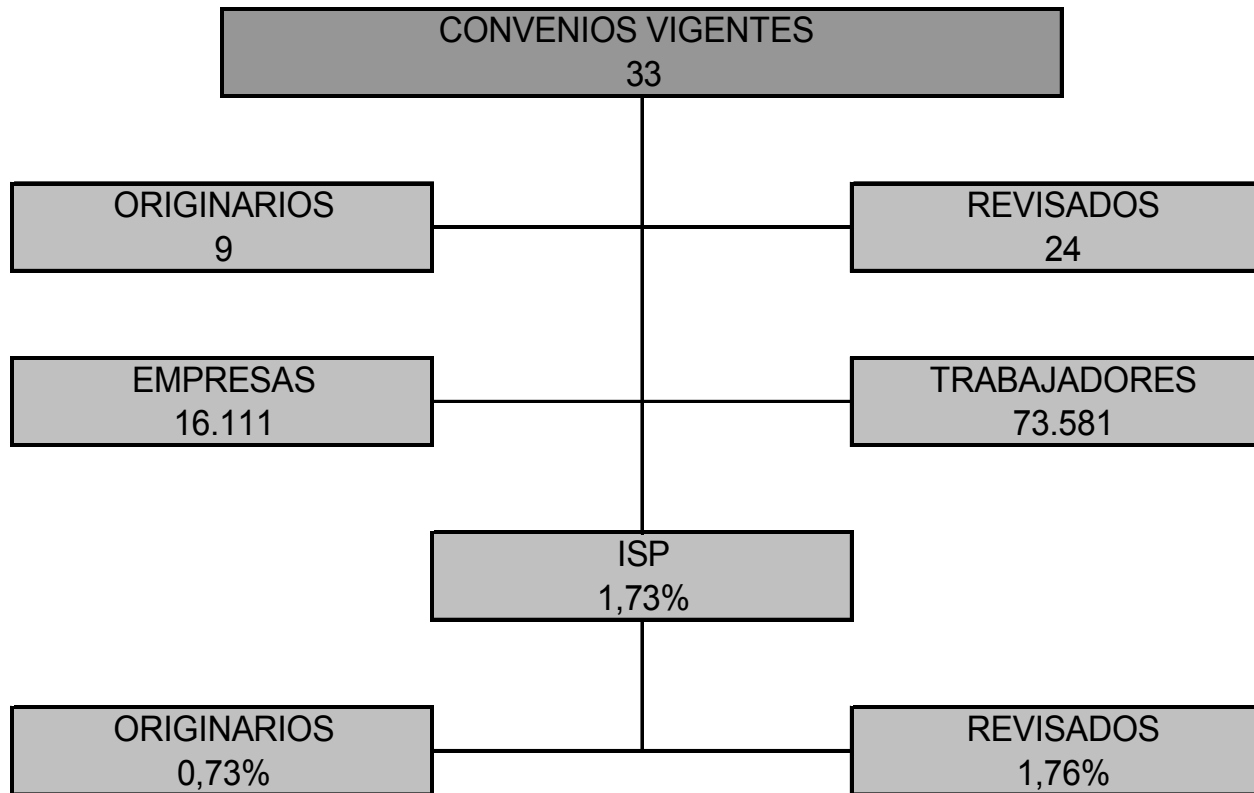 CONVENIOS VIGENTES
33
ORIGINARIOS
9
REVISADOS
24
EMPRESAS
16.111
TRABAJADORES
73.581
ISP
1,73%
ORIGINARIOS
0,73%
REVISADOS
1,76%